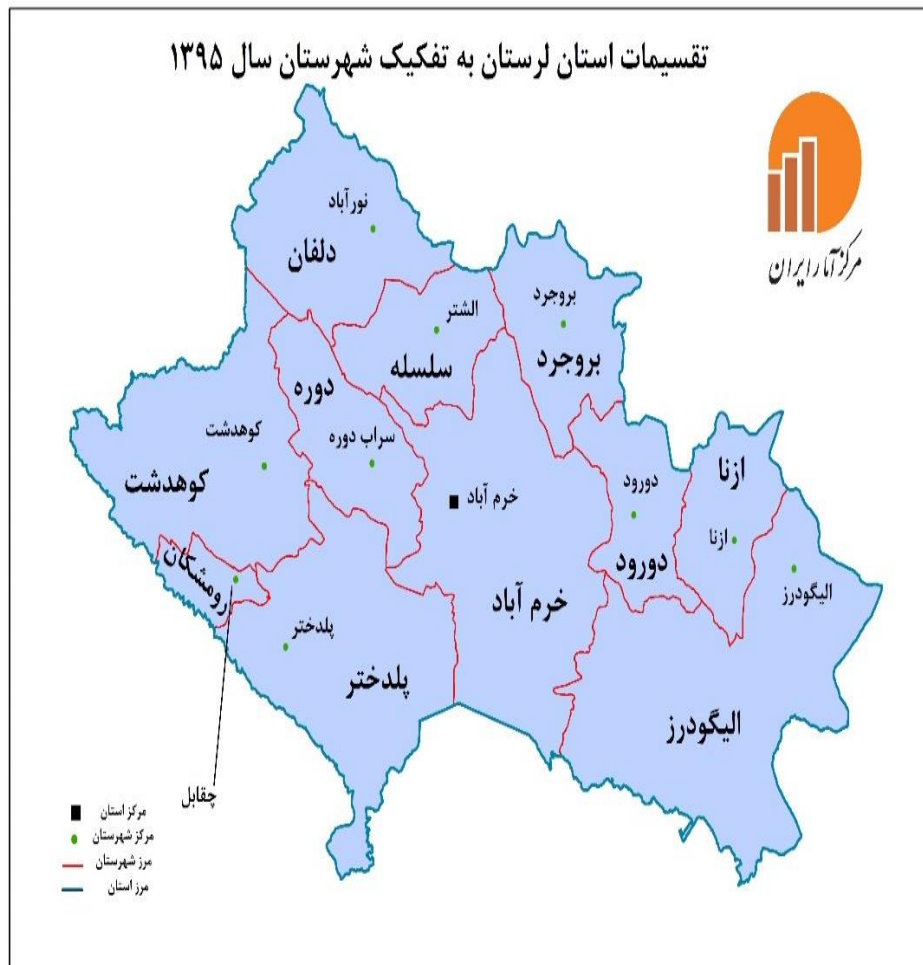 تقسیمات استان لرستان به تفکیک شهرستان سال ۱۳۹۵
مرکز آمار ایران
نورآباد
دلفان
بروجرد
بروجرد
الشتر
سلسله
دوره
سراب دوره
کوهدشت
کوهدشت
خرم آباد
خرم آباد
ازنا
ازنا
دورود
دورود
الیگودرز
الیگودرز
رومشکان
پلدختر
پلدختر
چقابل
مرکز استان
مرکز شهرستان
مرز شهرستان
مرز استان